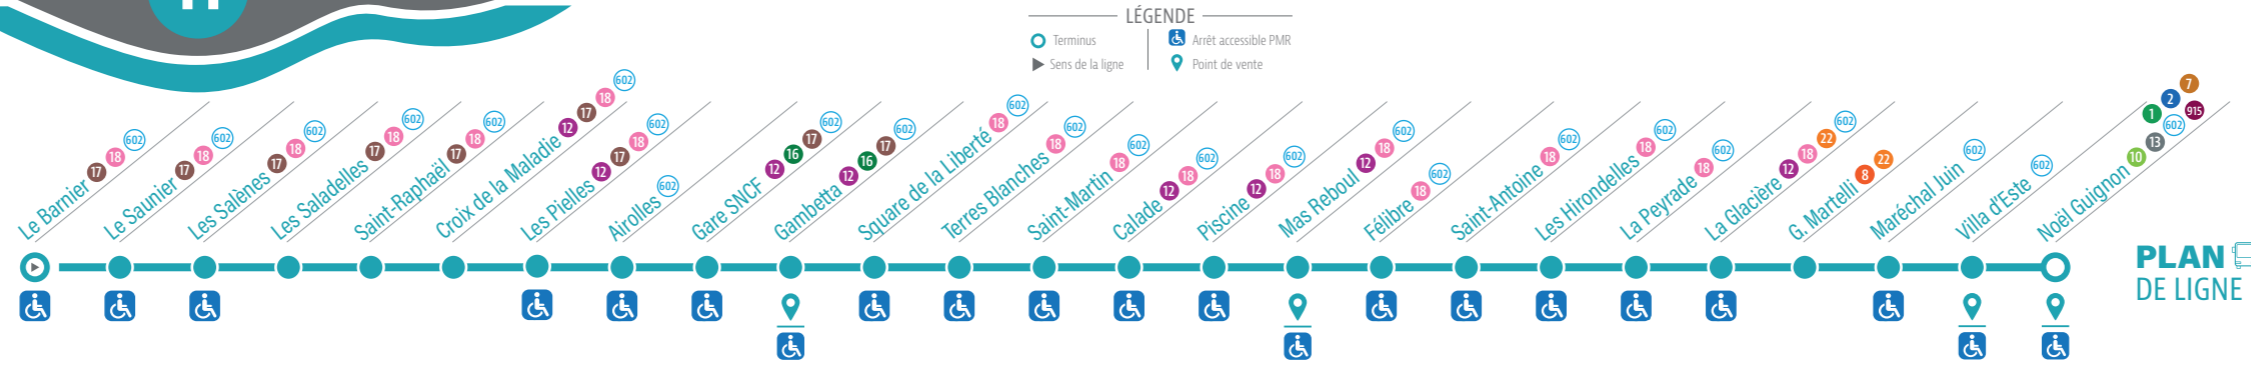 LÉGENDE
Terminus
Arrêt accessible PMR
Sens de la ligne
Point de vente
Le Barnier 17 18 602
Le Saunier 17 18 602
Les Salènes 17 18 602
Les Saladelles 17 18 602
Saint-Raphaël 17 18 602
Croix de la Maladie 12 17 18 602
Les Pielles 12 17 18 602
Airolles 602
Gare SNCF 12 16 17 602
Gambetta 12 16 17 602
Square de la Liberté 18 602
Terres Blanches 18 602
Saint-Martin 18 602
Calade 12 18 602
Piscine 12 18 602
Mas Reboul 12 18 602
Félibre 18 602
Saint-Antoine 18 602
Les Hirondelles 18 602
La Peyrade 18 602
La Glacière 12 18 22 602
G. Martelli 8 22
Maréchal Juin 602
Villa d'Este 602
Noël Guignon 10 13 602 915 1 2 7
PLAN
DE LIGNE